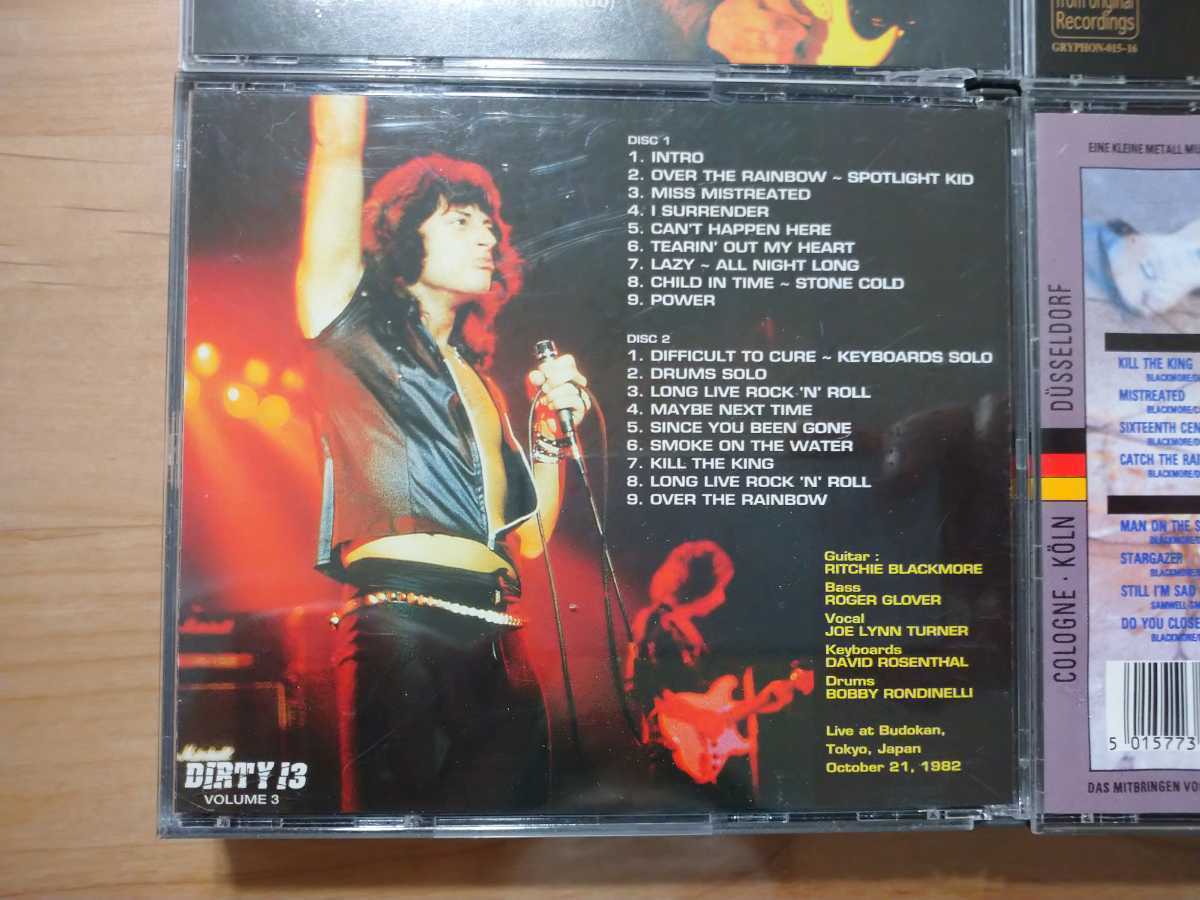 from original
Recordings
GRYPHON-015-16
DISC 1
1. INTRO
2. OVER THE RAINBOW ~ SPOTLIGHT KID
3. MISS MISTREATED
4. I SURRENDER
5. CAN'T HAPPEN HERE
6. TEARIN' OUT MY HEART
7. LAZY ~ ALL NIGHT LONG
8. CHILD IN TIME ~ STONE COLD
9. POWER
DISC 2
1. DIFFICULT TO CURE ~ KEYBOARDS SOLO
2. DRUMS SOLO
3. LONG LIVE ROCK 'N' ROLL
4. MAYBE NEXT TIME
5. SINCE YOU BEEN GONE
6. SMOKE ON THE WATER
7. KILL THE KING
8. LONG LIVE ROCK 'N' ROLL
9. OVER THE RAINBOW
Guitar :
RITCHIE BLACKMORE
Bass
ROGER GLOVER
Vocal
JOE LYNN TURNER
Keyboards
DAVID ROSENTHAL
Drums
BOBBY RONDINELLI
Live at Budokan,
Tokyo, Japan
October 21, 1982
Marshall
DIRTY 13
VOLUME 3
EINE KLEINE METALL
DÜSSELDORF
COLOGNE · KÖLN
KILL THE KING
MISTREATED
SIXTEENTH
CATCH THE
MAN ON THE
STARGAZER
STILL I'M SAD
DO YOU CLOSE
5 015773
DAS MITBRINGEN